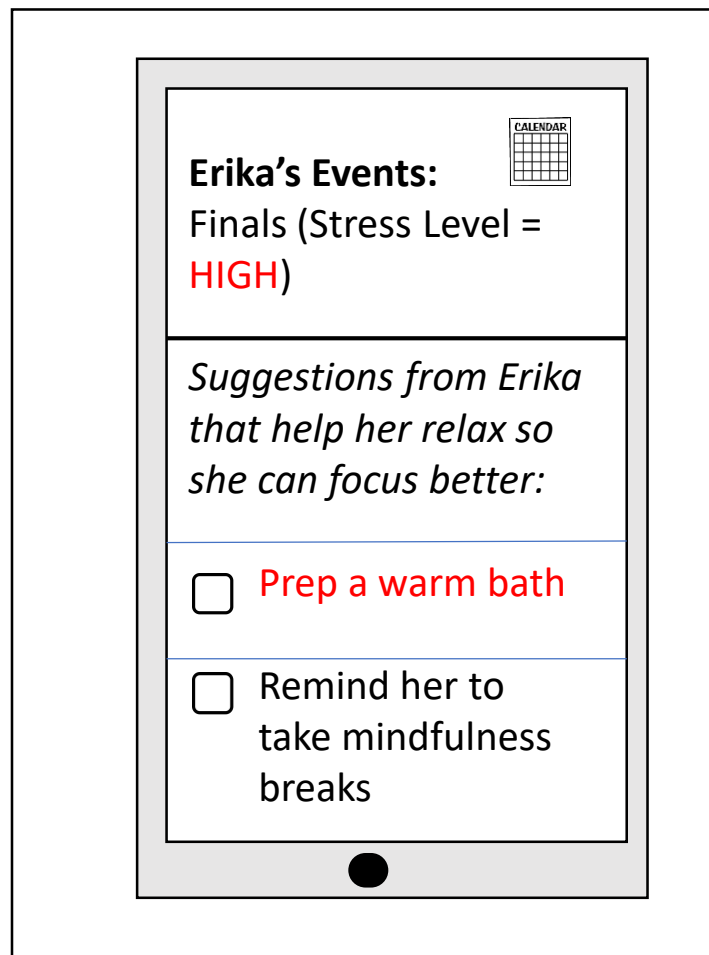 CALENDAR
Erika’s Events:
Finals (Stress Level =
HIGH)
Suggestions from Erika
that help her relax so
she can focus better:
Prep a warm bath
Remind her to
take mindfulness
breaks